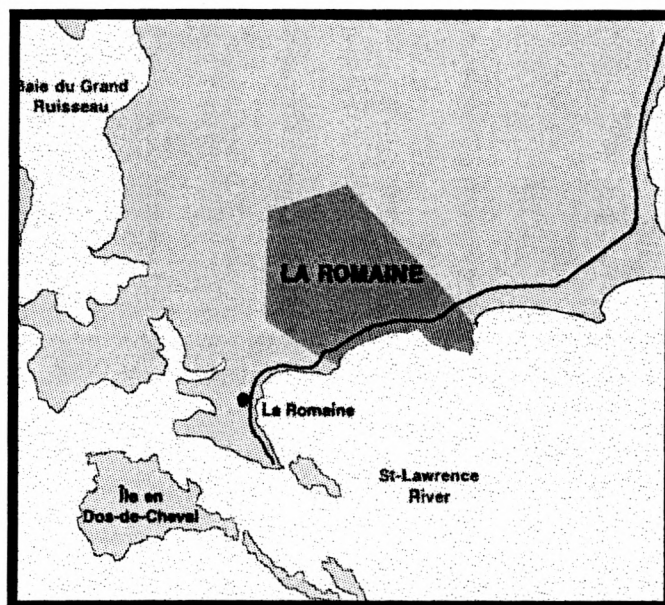 Baie du Grand
Ruisseau
LA ROMAINE
La Romaine
St-Lawrence
River
Île en
Dos-de-Cheval